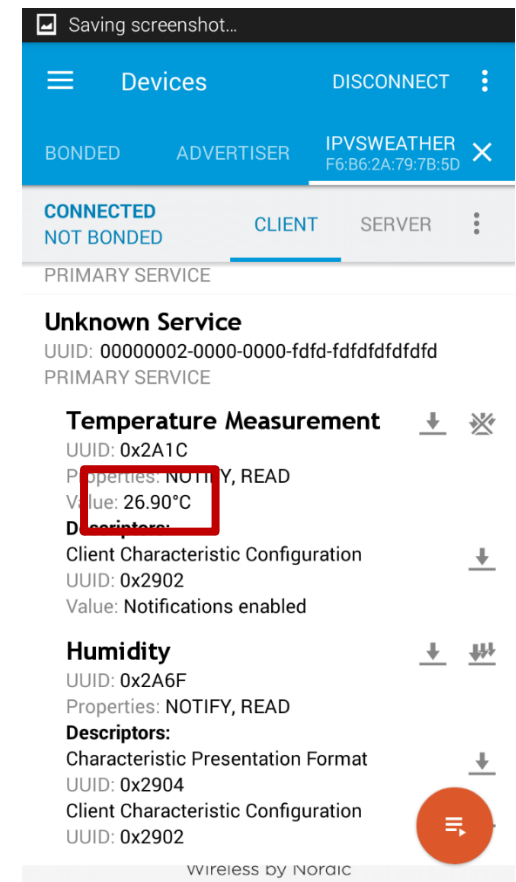 Saving screenshot...
Devices DISCONNECT
BONDED ADVERTISER IPVSWEATHER
F6:B6:2A:79:7B:5D
CONNECTED
NOT BONDED CLIENT SERVER
PRIMARY SERVICE
Unknown Service
UUID: 00000002-0000-0000-fdfd-fdfdfdfdfdfd
PRIMARY SERVICE
Temperature Measurement
UUID: 0x2A1C
Properties: NOTIFY, READ
Value: 26.90°C
Descriptors:
Client Characteristic Configuration
UUID: 0x2902
Value: Notifications enabled
Humidity
UUID: 0x2A6F
Properties: NOTIFY, READ
Descriptors:
Characteristic Presentation Format
UUID: 0x2904
Client Characteristic Configuration
UUID: 0x2902
Wireless by Nordic